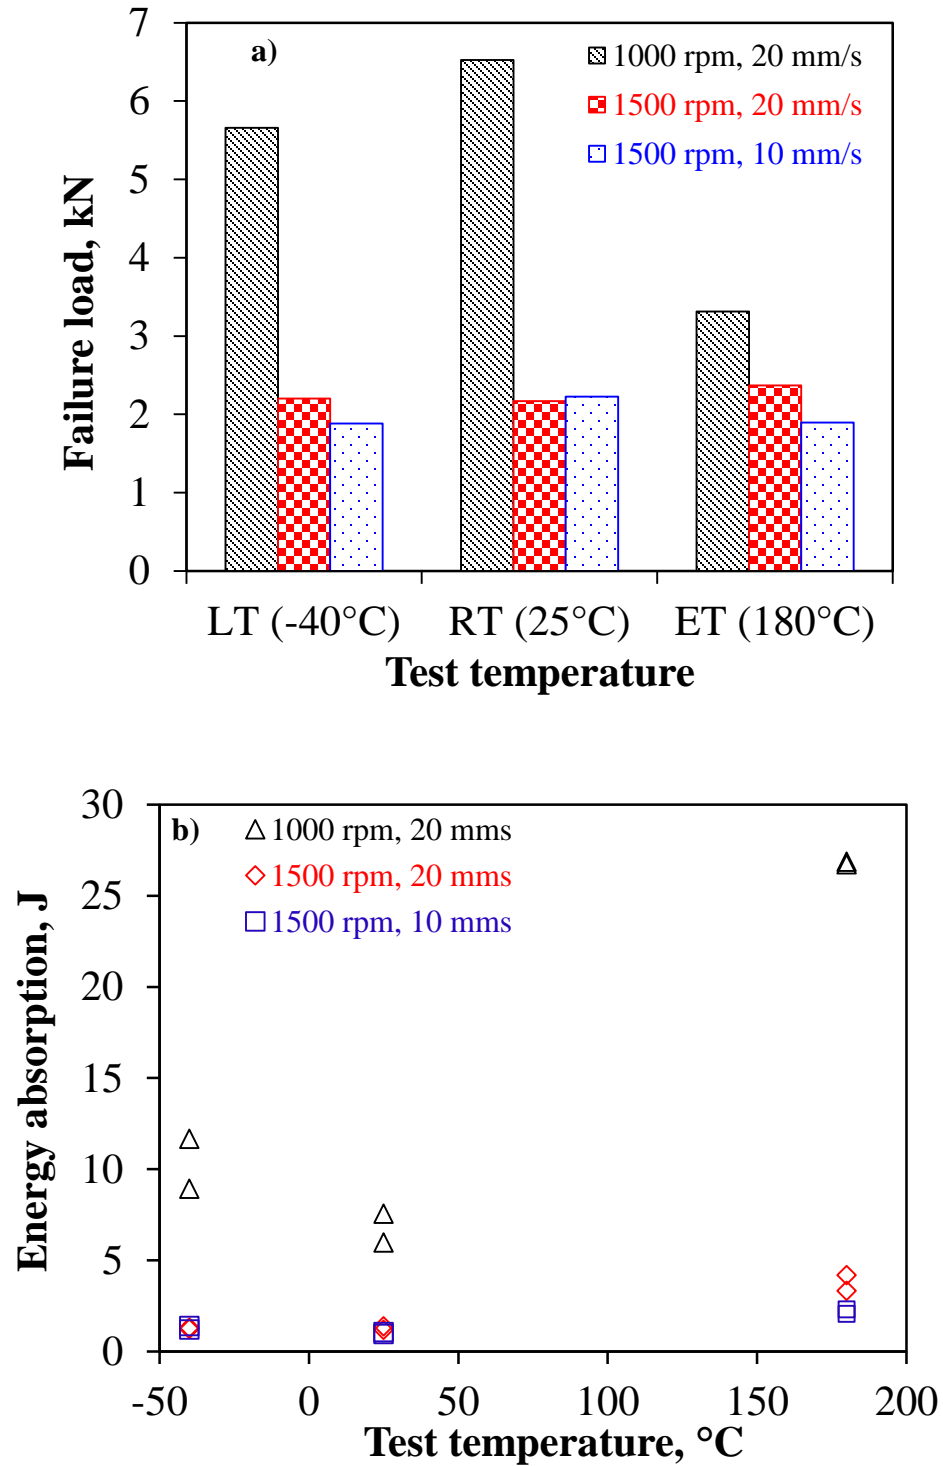 7
a)
1000 rpm, 20 mm/s
6
1500 rpm, 20 mm/s
1500 rpm, 10 mm/s
5
4
3
2
1
0
Failure load, kN
LT (-40°C) RT (25°C) ET (180°C)
Test temperature
30
b)
1000 rpm, 20 mms
1500 rpm, 20 mms
1500 rpm, 10 mms
25
20
15
10
5
0
Energy absorption, J
-50 0 50 100 150 200
Test temperature, °C